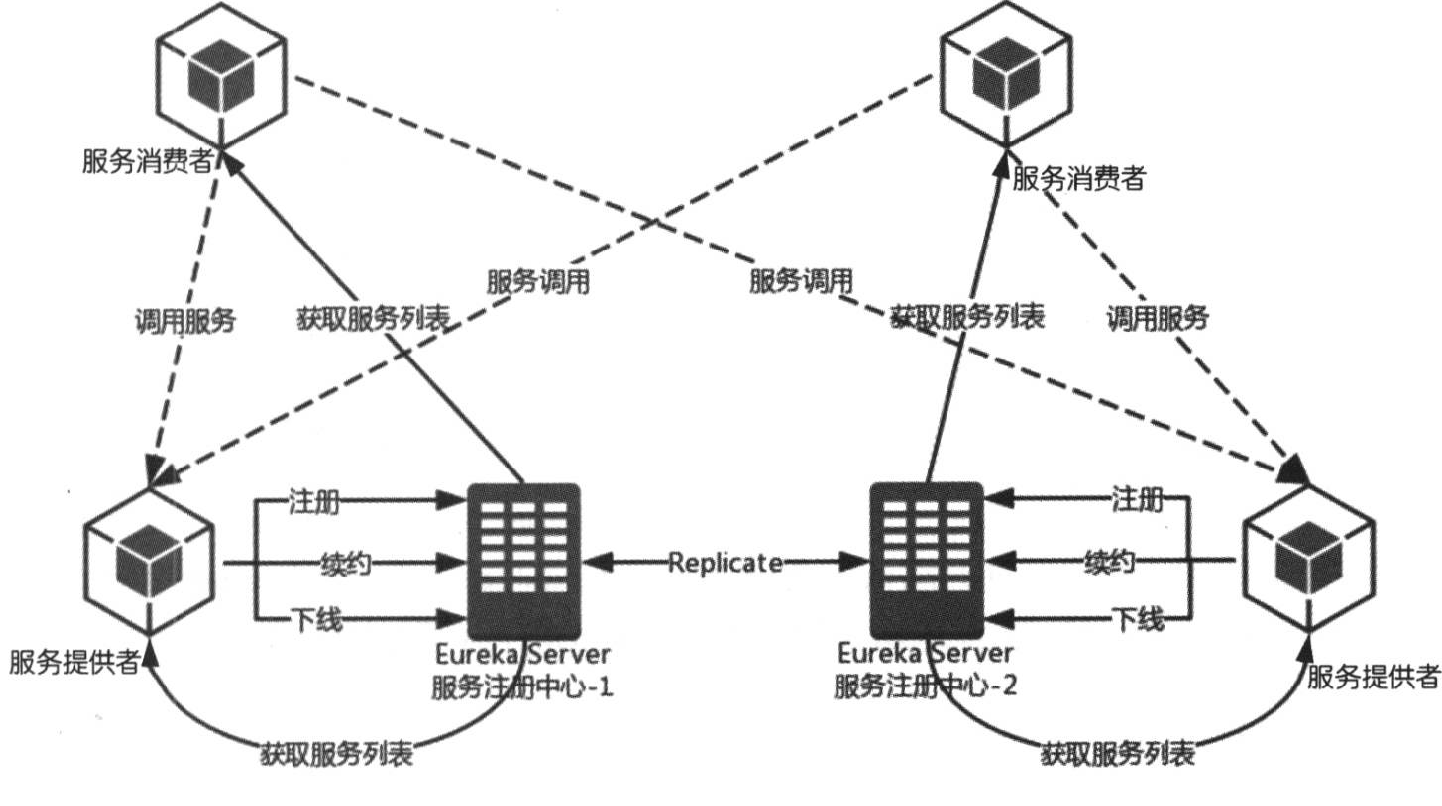 服务消费者
服务消费者
服务调用
服务调用
调用服务
获取服务列表
获取服务列表
调用服务
注册
注册
续约
Replicate
续约
下线
下线
服务提供者
Eureka Server
服务注册中心-1
Eureka Server
服务注册中心-2
服务提供者
获取服务列表
获取服务列表